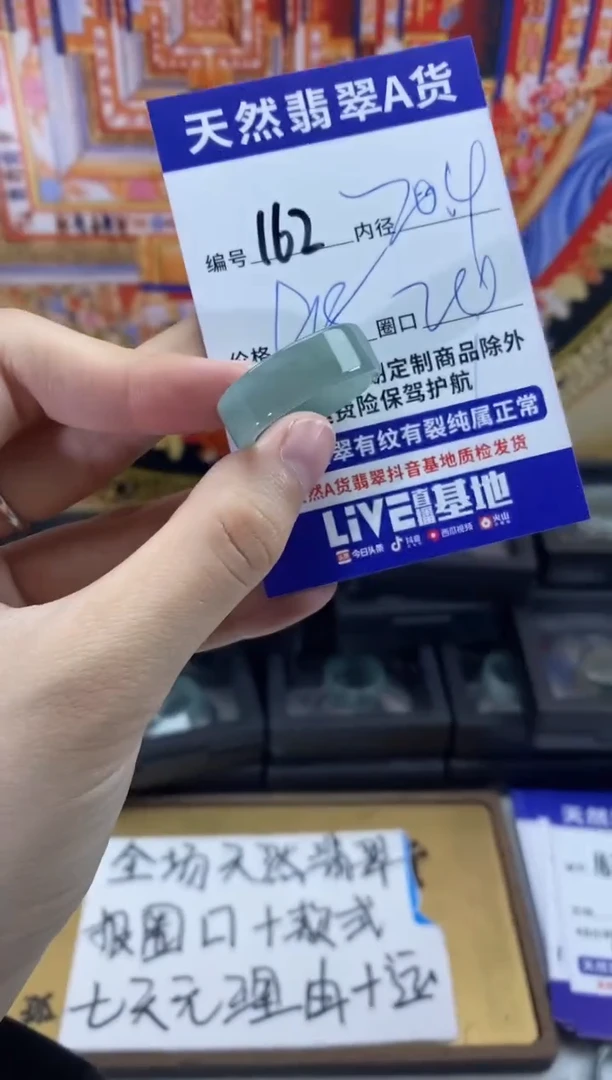 天然翡翠A货
编号 162 内径 20.4
价格 圈口 20
期定制商品除外
费险保驾护航
翠有纹有裂纯属正常
然A货翡翠抖音基地质检发货
LiVE直播基地
今日头条 抖音 西瓜视频 火山
全场天然翡翠
报圈口+款式
七天无理由+运
天然